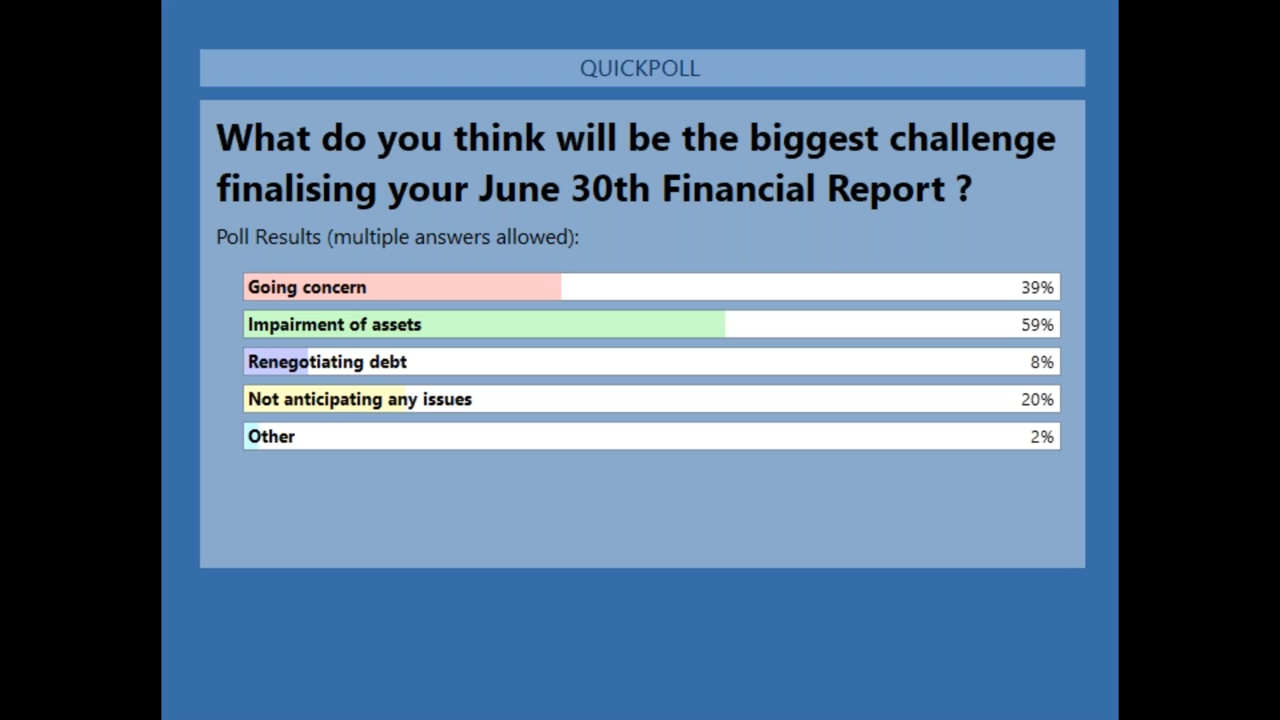 QUICKPOLL
What do you think will be the biggest challenge
finalising your June 30th Financial Report ?
Poll Results (multiple answers allowed):
Going concern 39%
Impairment of assets 59%
Renegotiating debt 8%
Not anticipating any issues 20%
Other 2%